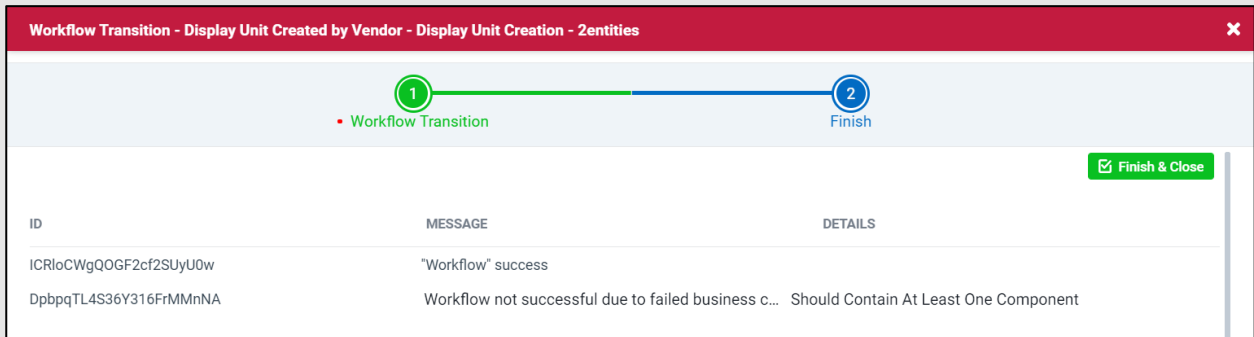 Workflow Transition - Display Unit Created by Vendor - Display Unit Creation - 2entities
1 2
Workflow Transition Finish
Finish & Close
ID MESSAGE DETAILS
ICRloCWgQOGF2cf2SUyU0w "Workflow" success
DpbpqTL4S36Y316FrMMnNA Workflow not successful due to failed business c... Should Contain At Least One Component